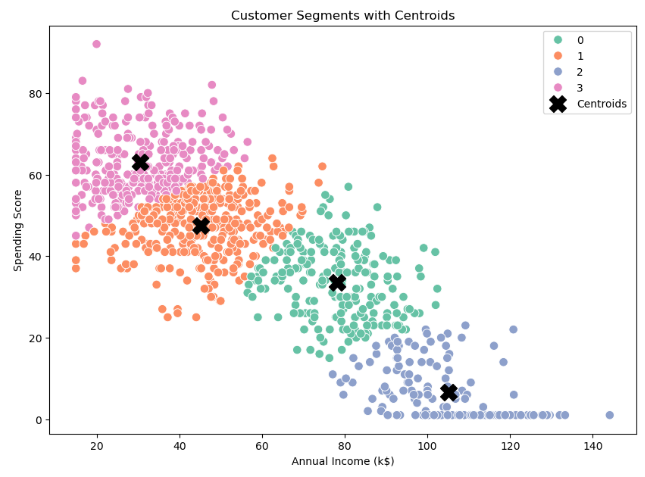 Customer Segments with Centroids
0
1
2
3
Centroids
Spending Score
80
60
40
20
0
20 40 60 80 100 120 140
Annual Income (k$)